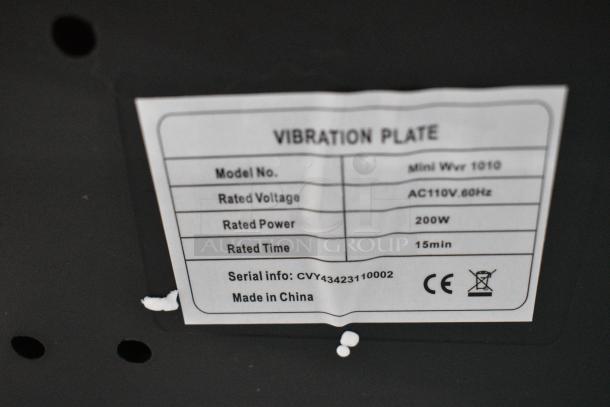 VIBRATION PLATE
Model No. Mini Wvr 1010
Rated Voltage AC110V.60Hz
Rated Power 200W
Rated Time 15min
AUCTION GROUP
Serial info: CVY43423110002
Made in China
CE